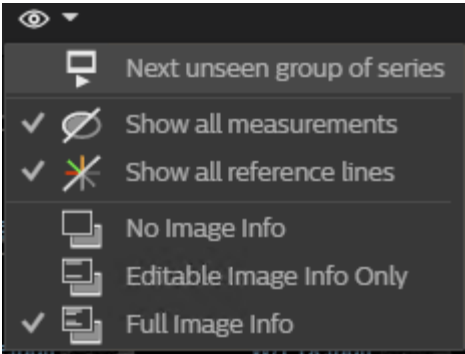 Next unseen group of series
Show all measurements
Show all reference lines
No Image Info
Editable Image Info Only
Full Image Info